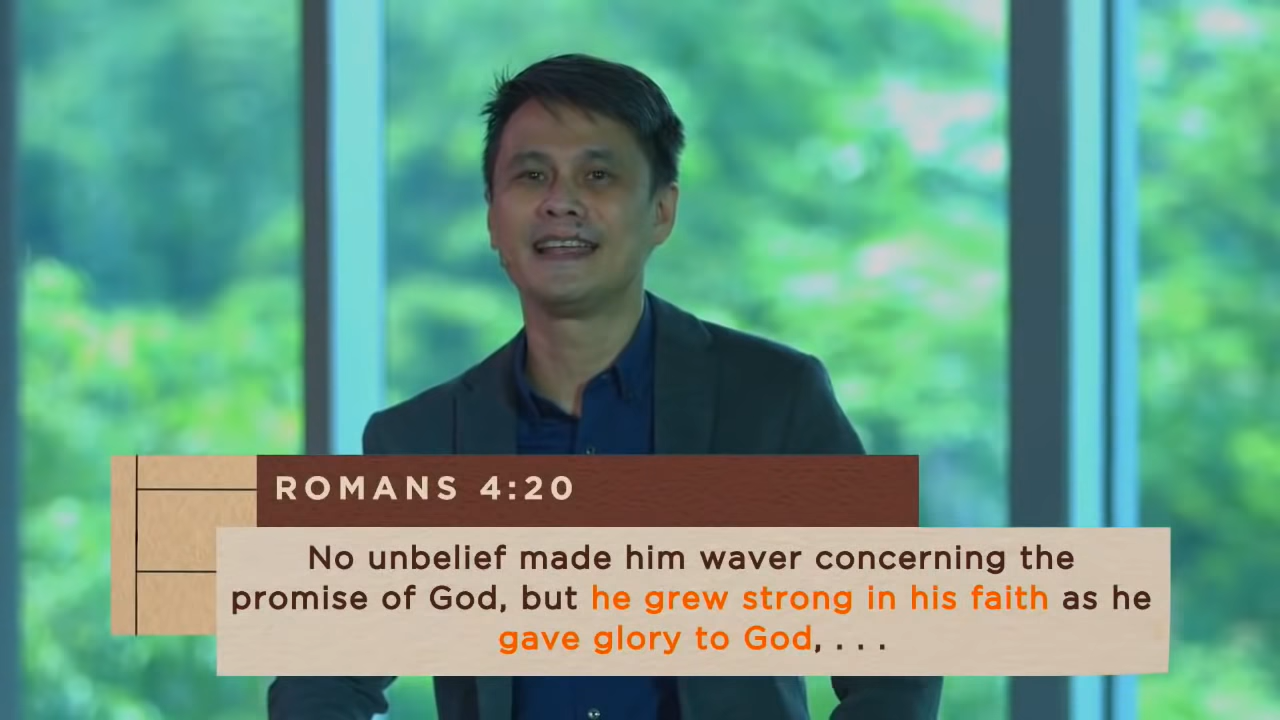 ROMANS 4:20
No unbelief made him waver concerning the
promise of God, but he grew strong in his faith as he
gave glory to God, . . .